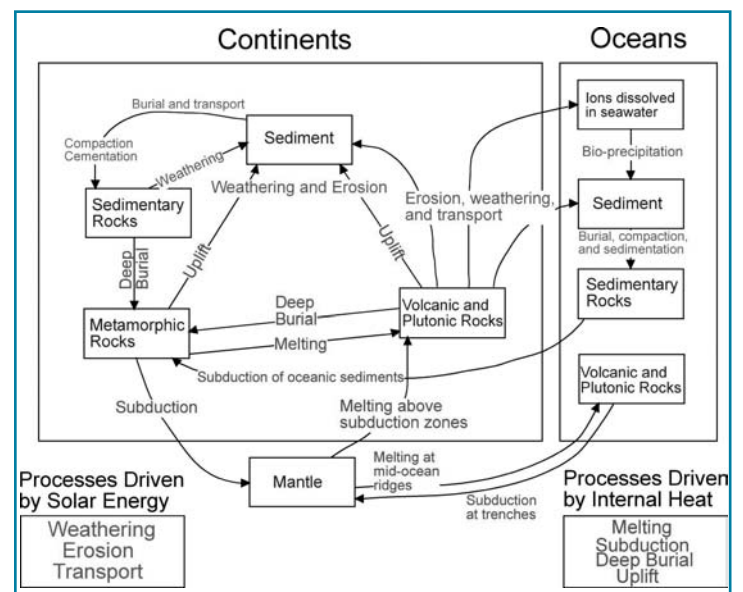 Continents
Oceans
Burial and transport
Sediment
Compaction
Cementation
Weathering
Weathering and Erosion
Sedimentary
Rocks
Deep
Burial
Uplift
Uplift
Erosion, weathering,
and transport
Metamorphic
Rocks
Deep
Burial
Melting
Volcanic and
Plutonic Rocks
Subduction of oceanic sediments
Subduction
Melting above
subduction zones
Ions dissolved
in seawater
Bio-precipitation
Sediment
Burial, compaction,
and sedimentation
Sedimentary
Rocks
Volcanic and
Plutonic Rocks
Mantle
Melting at
mid-ocean
ridges
Subduction
at trenches
Processes Driven
by Solar Energy
Weathering
Erosion
Transport
Processes Driven
by Internal Heat
Melting
Subduction
Deep Burial
Uplift